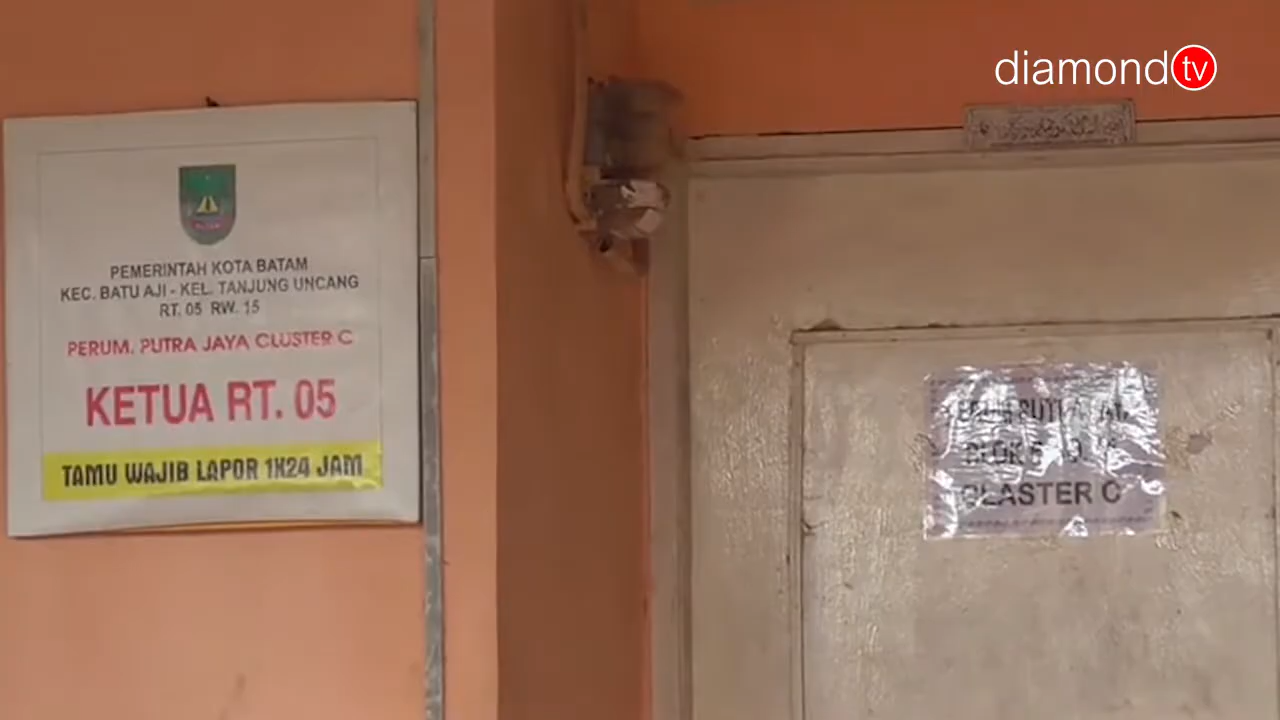 diamondtv
PEMERINTAH KOTA BATAM
KEC. BATU AJI - KEL. TANJUNG UNCANG
RT. 05 RW. 15
PERUM. PUTRA JAYA CLUSTER C
KETUA RT. 05
TAMU WAJIB LAPOR 1X24 JAM
BLOK
CLASTER C